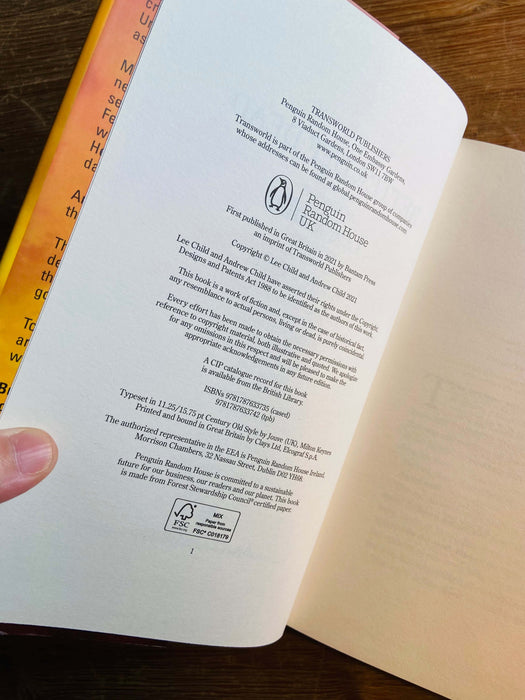 TRANSWORLD PUBLISHERS
Penguin Random House, One Embassy Gardens,
8 Viaduct Gardens, London SW11 7BW
www.penguin.co.uk
Transworld is part of the Penguin Random House group of companies
whose addresses can be found at global.penguinrandomhouse.com
Penguin
Random House
UK
First published in Great Britain in 2021 by Bantam Press
an imprint of Transworld Publishers
Copyright © Lee Child and Andrew Child 2021
Lee Child and Andrew Child have asserted their rights under the Copyright,
Designs and Patents Act 1988 to be identified as the authors of this work.
This book is a work of fiction and, except in the case of historical fact,
any resemblance to actual persons, living or dead, is purely coincidental.
Every effort has been made to obtain the necessary permissions with
reference to copyright material, both illustrative and quoted. We apologize
for any omissions in this respect and will be pleased to make the
appropriate acknowledgements in any future edition.
A CIP catalogue record for this book
is available from the British Library.
ISBNs 9781787633735 (cased)
9781787633742 (tpb)
Typeset in 11.25/15.75 pt Century Old Style by Jouve (UK), Milton Keynes
Printed and bound in Great Britain by Clays Ltd, Elcograf S.p.A.
The authorized representative in the EEA is Penguin Random House Ireland,
Morrison Chambers, 32 Nassau Street, Dublin D02 YH68.
Penguin Random House is committed to a sustainable
future for our business, our readers and our planet. This book
is made from Forest Stewardship Council® certified paper.
FSC
MIX
Paper from
responsible sources
FSC® C018179
1